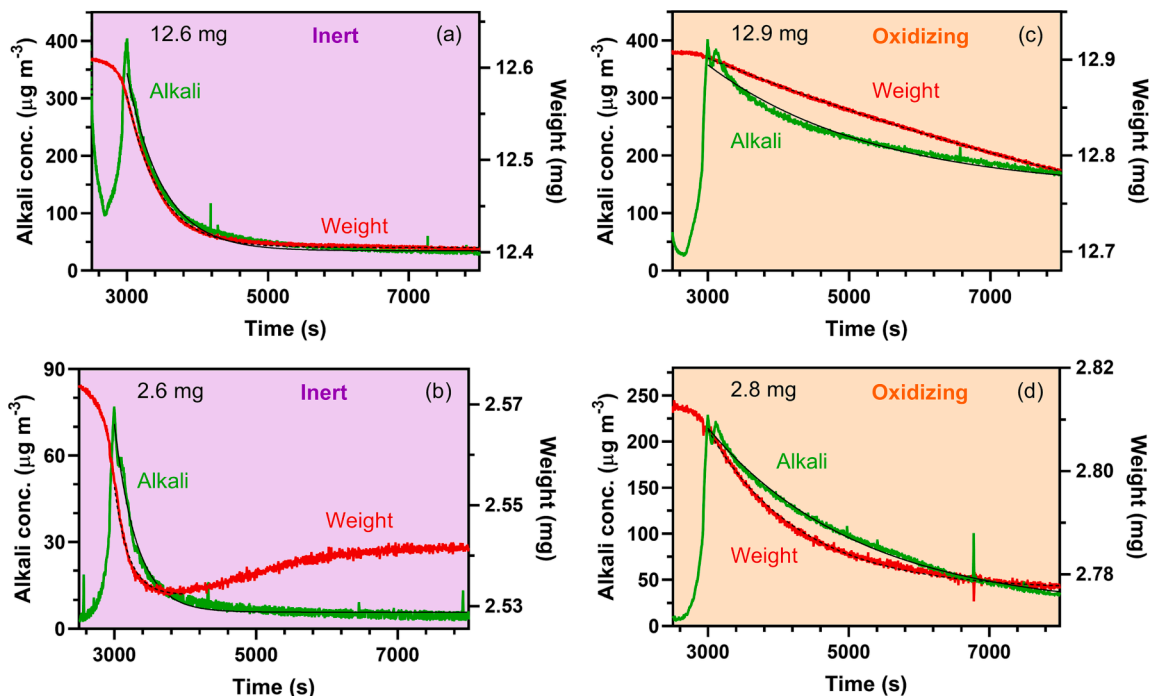 12.6 mg Inert (a)
Alkali
Weight
Alkali conc. (μg m⁻³)
400
300
200
100
0
12.6
12.5
12.4
Weight (mg)
3000 5000 7000
Time (s)
12.9 mg Oxidizing (c)
Weight
Alkali
Alkali conc. (μg m⁻³)
400
300
200
100
0
12.9
12.8
12.7
Weight (mg)
3000 5000 7000
Time (s)
2.6 mg Inert (b)
Alkali
Weight
Alkali conc. (μg m⁻³)
90
60
30
0
2.57
2.55
2.53
Weight (mg)
3000 5000 7000
Time (s)
2.8 mg Oxidizing (d)
Alkali
Weight
Alkali conc. (μg m⁻³)
250
200
150
100
50
0
2.82
2.80
2.78
Weight (mg)
3000 5000 7000
Time (s)